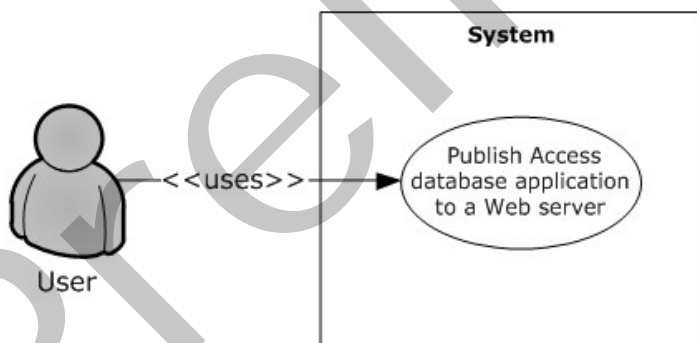 System
Publish Access
<<uses>>
database application
to a Web server
User